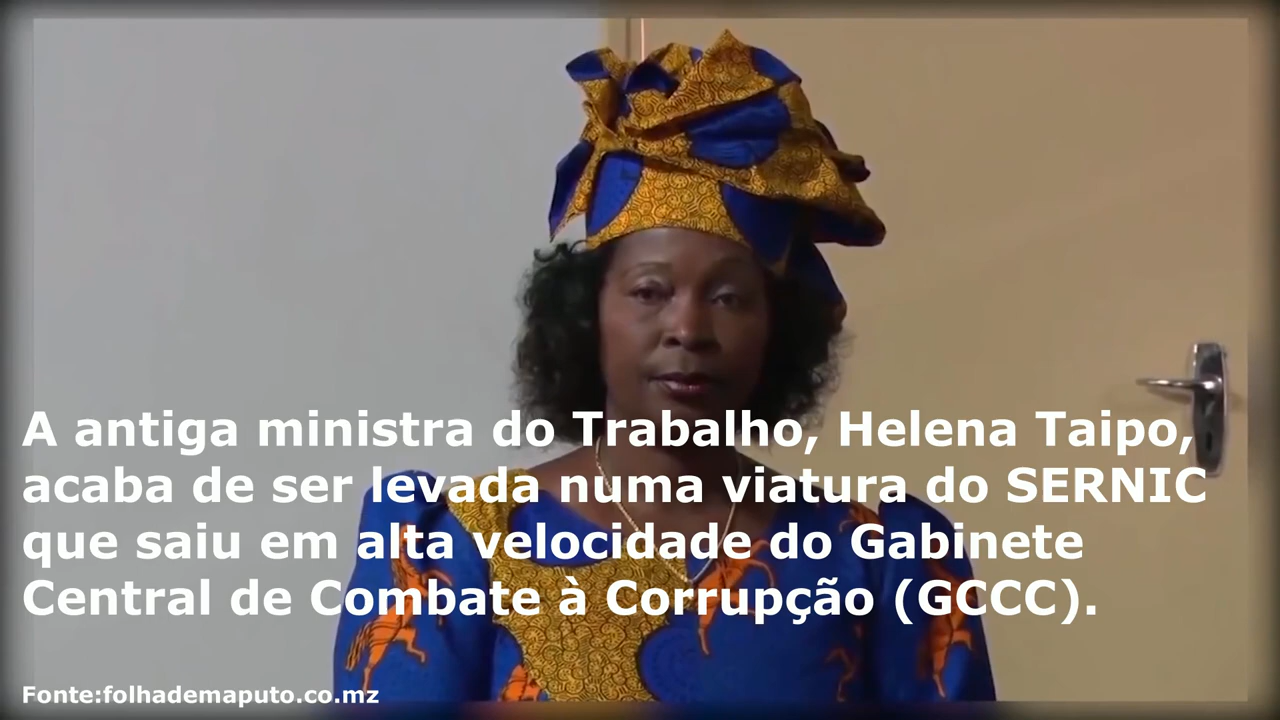 A antiga ministra do Trabalho, Helena Taipo,
acaba de ser levada numa viatura do SERNIC
que saiu em alta velocidade do Gabinete
Central de Combate à Corrupção (GCCC).
Fonte:folhademaputo.co.mz